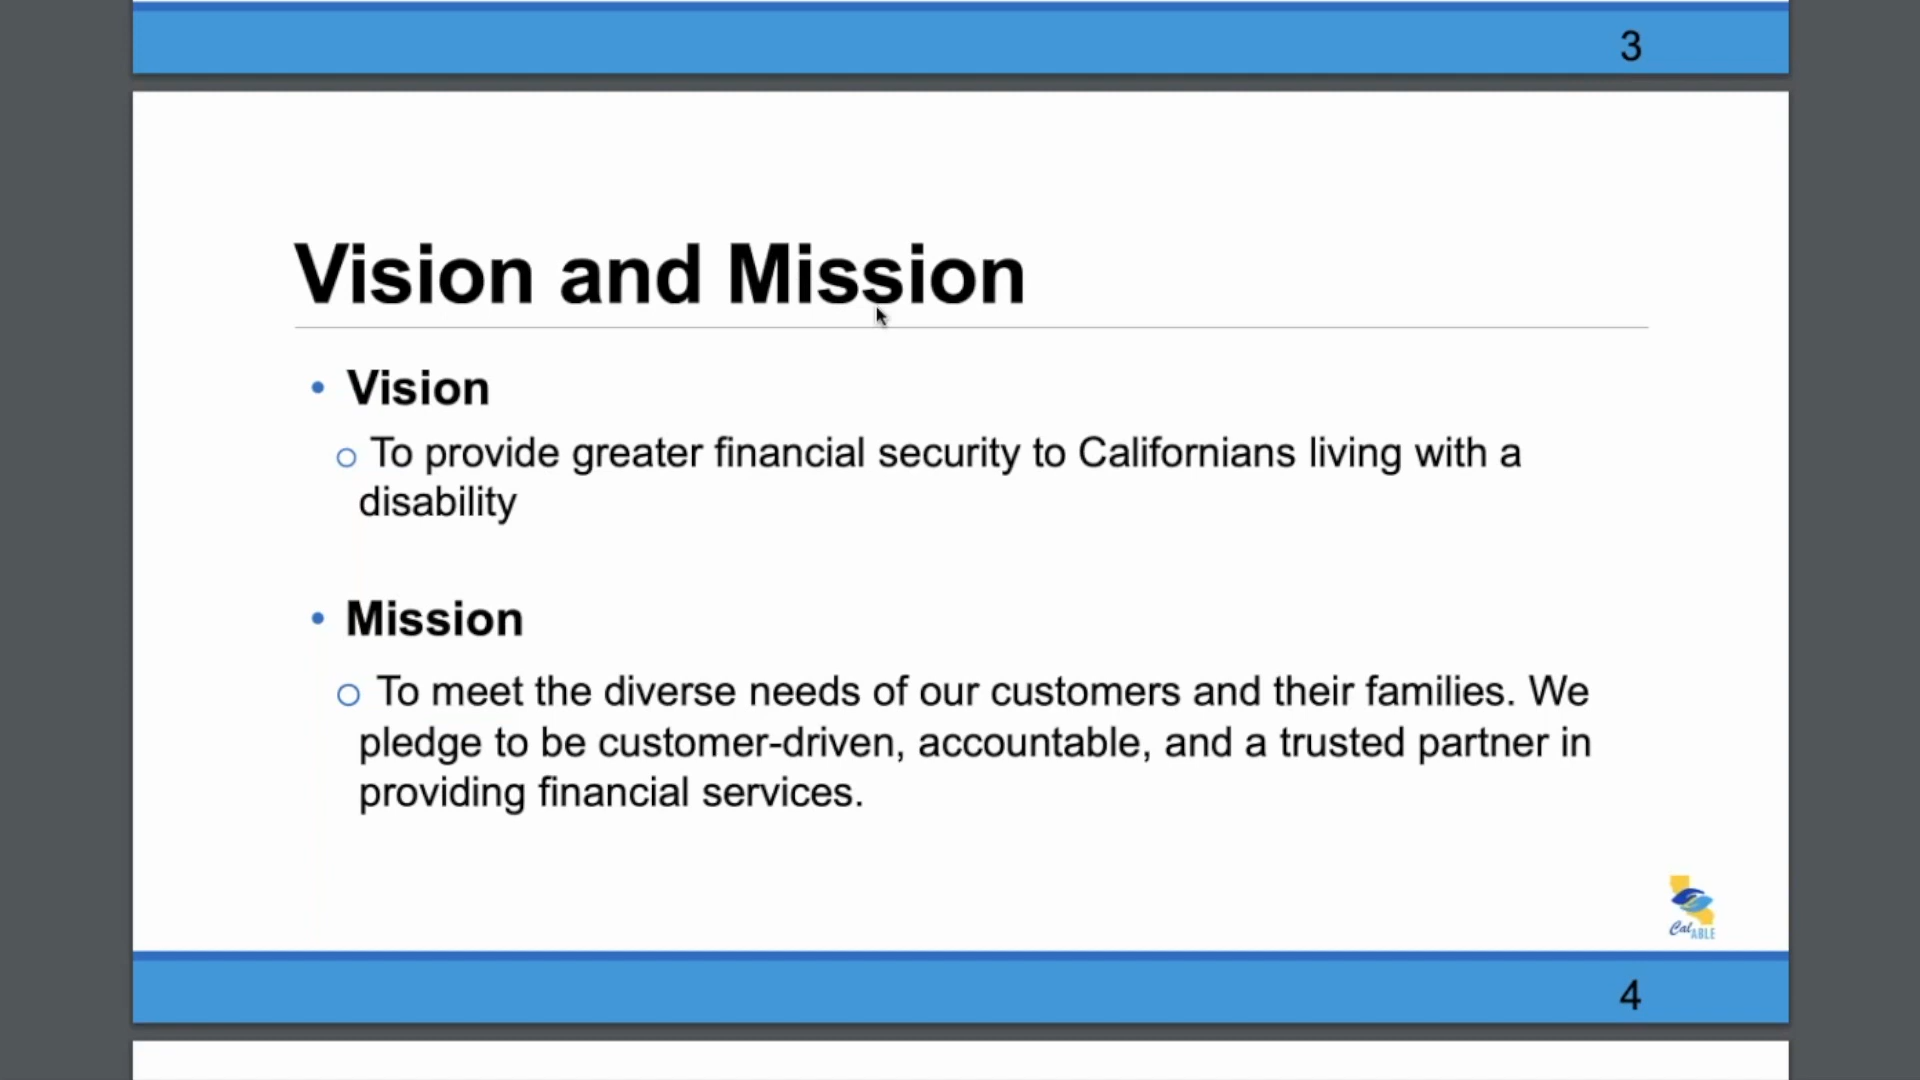 3
Vision and Mission
• Vision
o To provide greater financial security to Californians living with a
disability
• Mission
o To meet the diverse needs of our customers and their families. We
pledge to be customer-driven, accountable, and a trusted partner in
providing financial services.
Cal ABLE
4